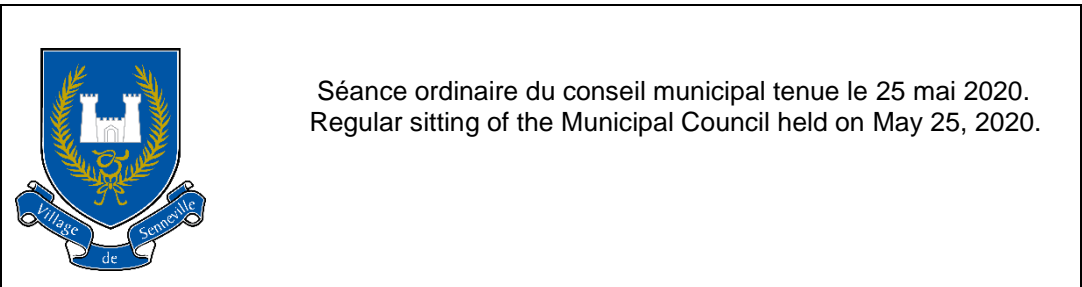 Séance ordinaire du conseil municipal tenue le 25 mai 2020.
Regular sitting of the Municipal Council held on May 25, 2020.
Village
de
Senneville